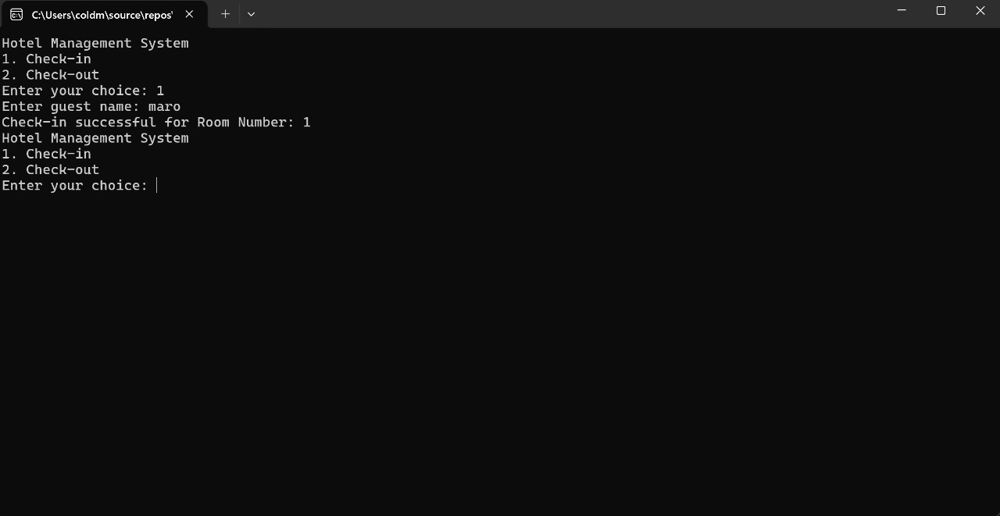 C:\Users\coldm\source\repos'
Hotel Management System
1. Check-in
2. Check-out
Enter your choice: 1
Enter guest name: maro
Check-in successful for Room Number: 1
Hotel Management System
1. Check-in
2. Check-out
Enter your choice: